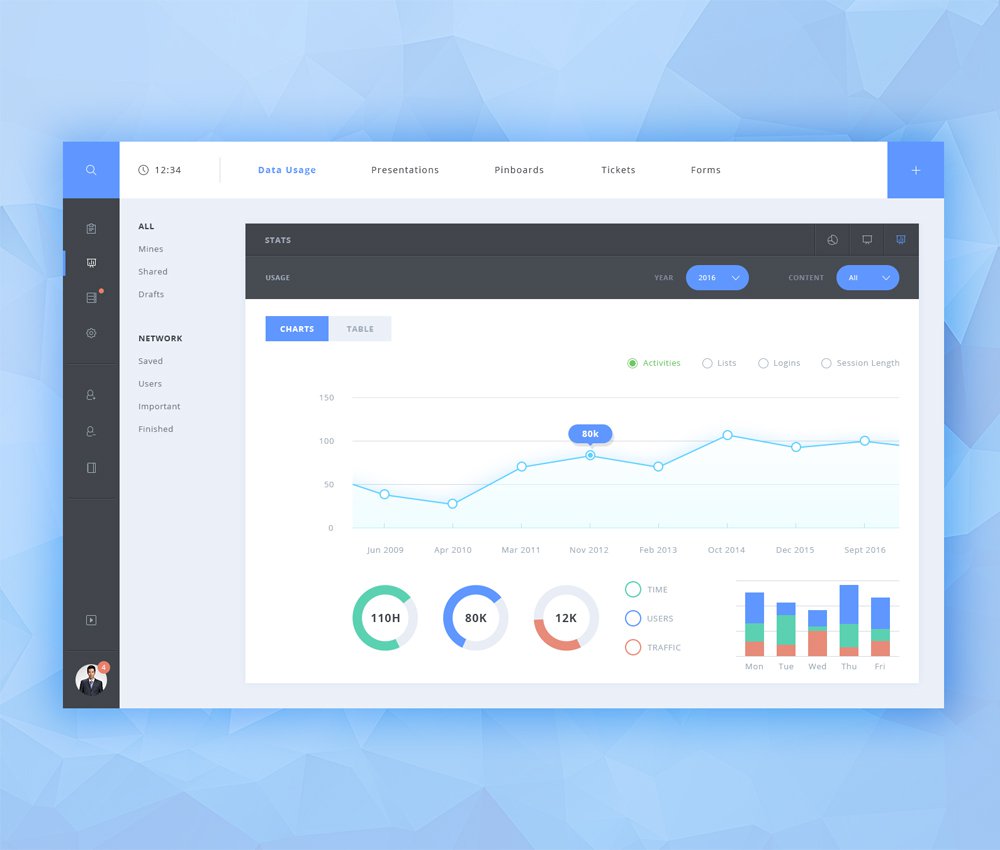 12:34
Data Usage
Presentations
Pinboards
Tickets
Forms
+
ALL
Mines
Shared
Drafts
NETWORK
Saved
Users
Important
Finished
STATS
USAGE
YEAR
2016
CONTENT
All
CHARTS
TABLE
Activities
Lists
Logins
Session Length
150
100
50
0
80k
Jun 2009
Apr 2010
Mar 2011
Nov 2012
Feb 2013
Oct 2014
Dec 2015
Sept 2016
110H
80K
12K
TIME
USERS
TRAFFIC
Mon
Tue
Wed
Thu
Fri
4